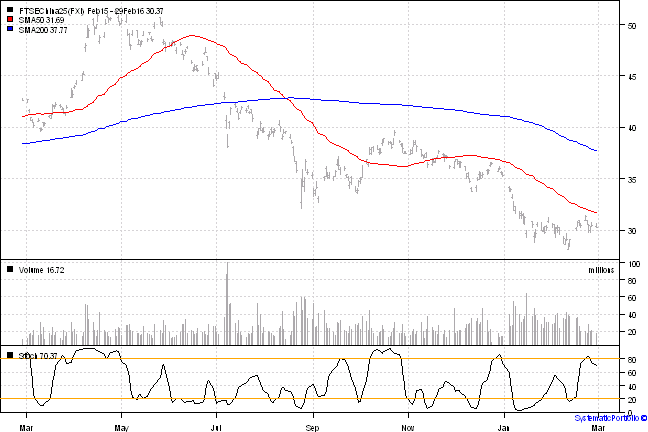 FTSEChina25(FXI) Feb15 - 29Feb16 30.37
SMA50 31.69
SMA200 37.77
50
45
40
35
30
Volume 16.72
millions
100
80
60
40
20
Stoch 70.37
80
60
40
20
0
Mar May Jul Sep Nov Jan Mar
SystematicPortfolio ©